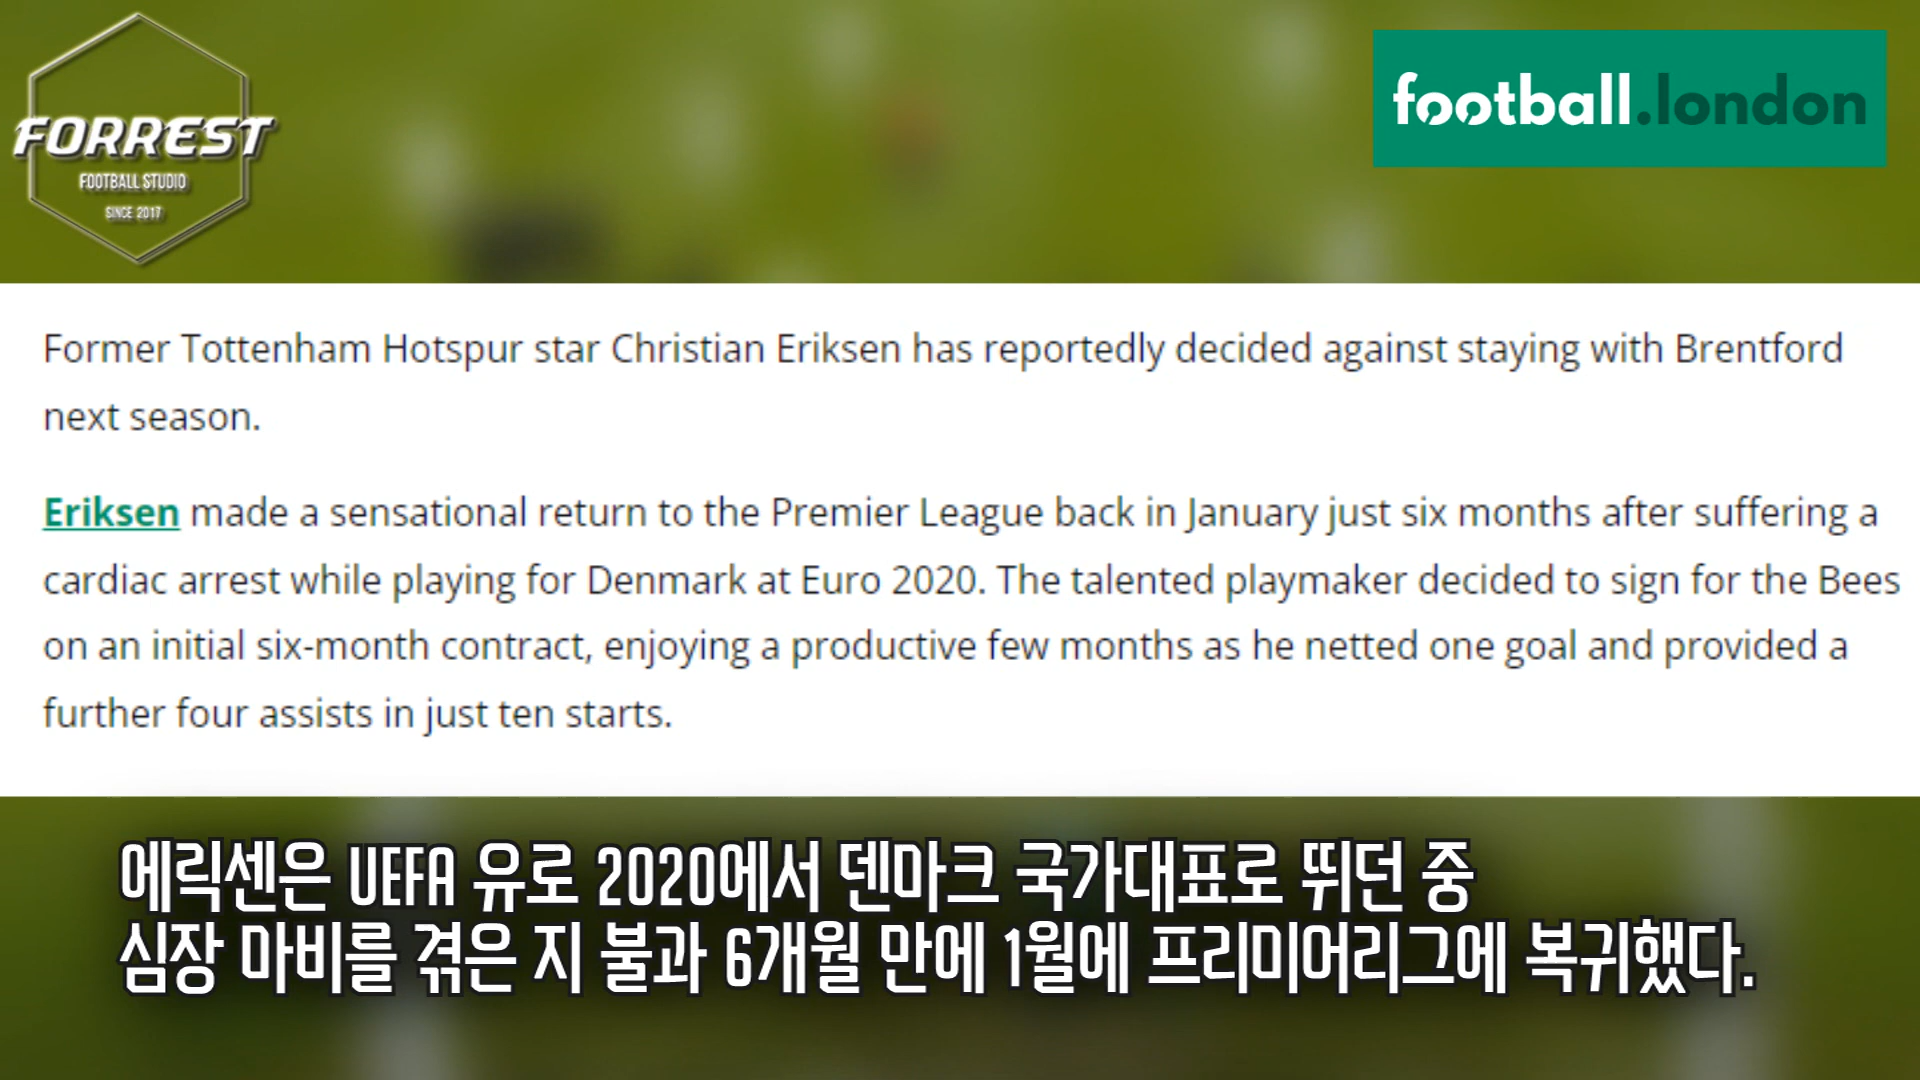 FORREST
FOOTBALL STUDIO
SINCE 2017
football.london
Former Tottenham Hotspur star Christian Eriksen has reportedly decided against staying with Brentford
next season.
Eriksen made a sensational return to the Premier League back in January just six months after suffering a
cardiac arrest while playing for Denmark at Euro 2020. The talented playmaker decided to sign for the Bees
on an initial six-month contract, enjoying a productive few months as he netted one goal and provided a
further four assists in just ten starts.
에릭센은 UEFA 유로 2020에서 덴마크 국가대표로 뛰던 중
심장 마비를 겪은 지 불과 6개월 만에 1월에 프리미어리그에 복귀했다.